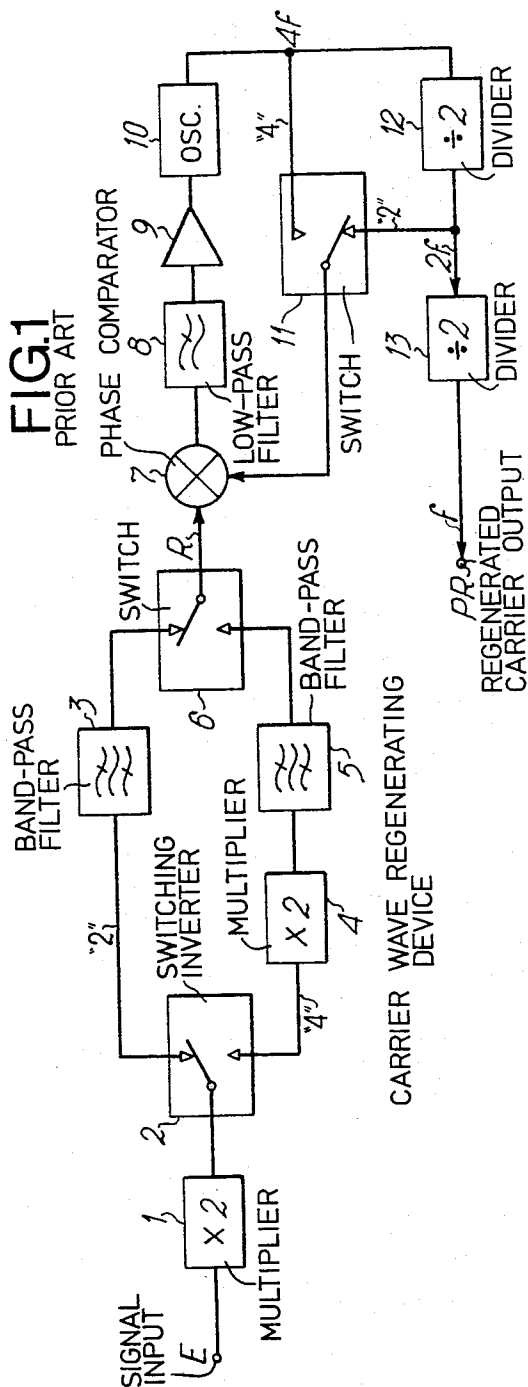 FIG.1
PRIOR ART
SIGNAL
INPUT
E
1
× 2
MULTIPLIER
2
SWITCHING
INVERTER
"2"
"4"
BAND-PASS
FILTER
3
MULTIPLIER
× 2
4
5
BAND-PASS
FILTER
SWITCH
6
R
7
PHASE COMPARATOR
8
LOW-PASS
FILTER
9
10
OSC.
4f
"4"
11
SWITCH
"2"
12
÷ 2
DIVIDER
2f
13
÷ 2
DIVIDER
f
PR
REGENERATED
CARRIER OUTPUT
CARRIER WAVE REGENERATING
DEVICE